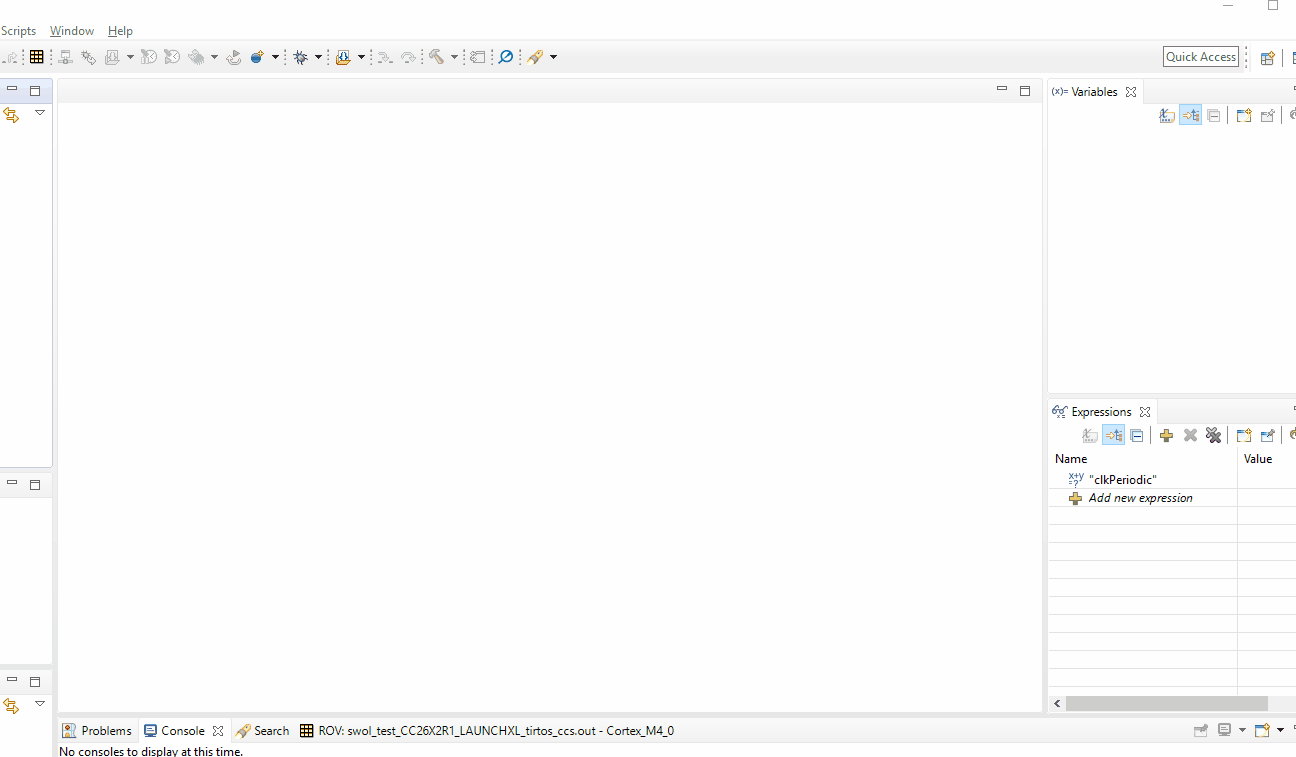 Scripts Window Help
Quick Access
(x)= Variables
Expressions
Name Value
x+y
=?
"clkPeriodic"
Add new expression
Problems Console Search ROV: swol_test_CC26X2R1_LAUNCHXL_tirtos_ccs.out - Cortex_M4_0
No consoles to display at this time.